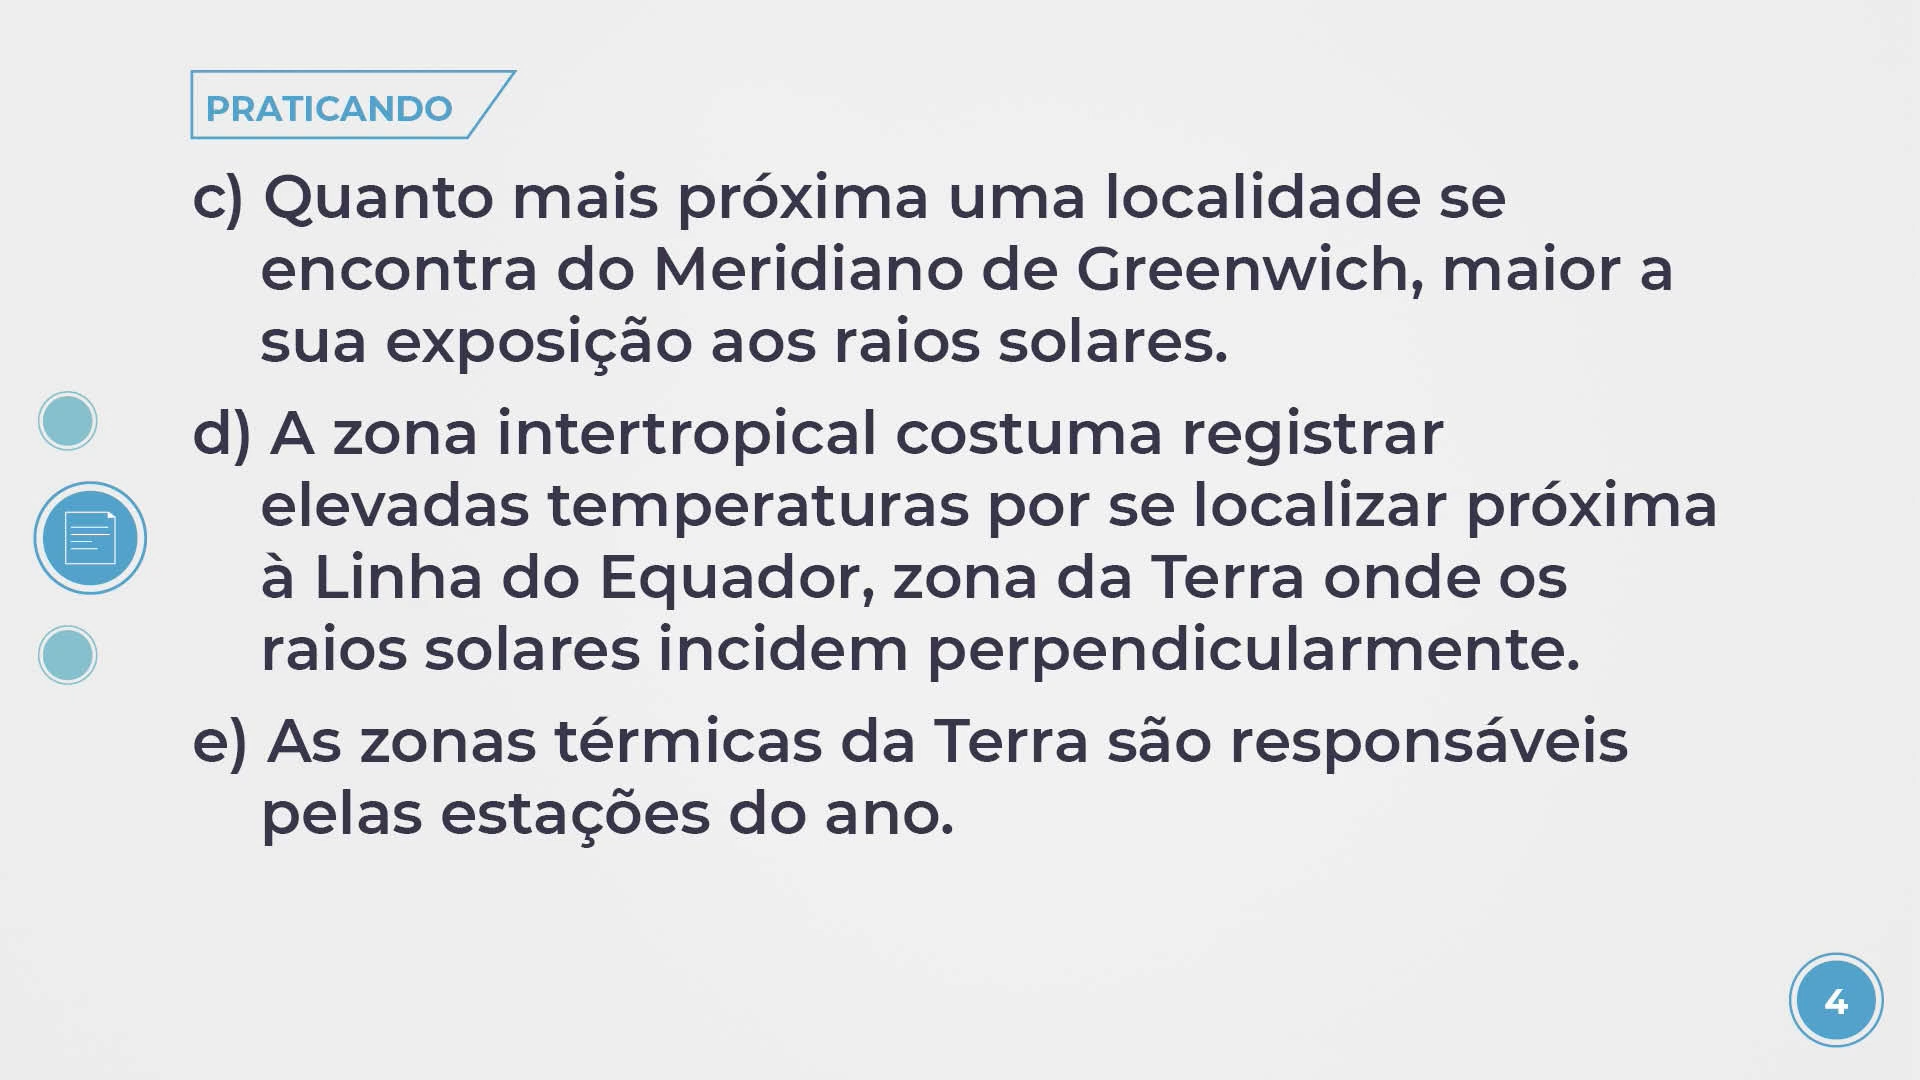 PRATICANDO
c) Quanto mais próxima uma localidade se
encontra do Meridiano de Greenwich, maior a
sua exposição aos raios solares.
d) A zona intertropical costuma registrar
elevadas temperaturas por se localizar próxima
à Linha do Equador, zona da Terra onde os
raios solares incidem perpendicularmente.
e) As zonas térmicas da Terra são responsáveis
pelas estações do ano.
4